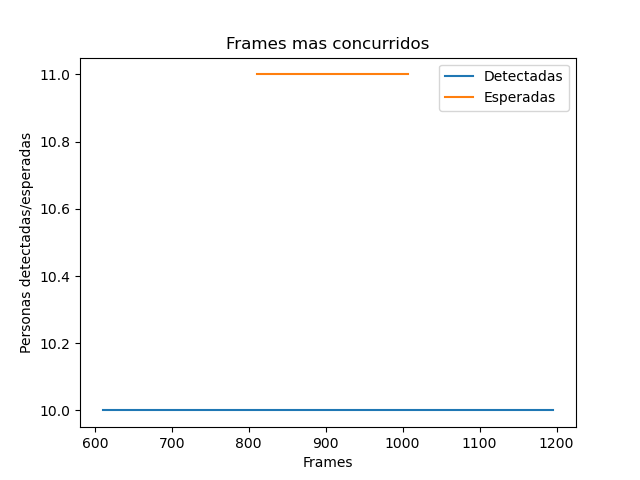 Frames mas concurridos
Detectadas
Esperadas
Personas detectadas/esperadas
11.0
10.8
10.6
10.4
10.2
10.0
600 700 800 900 1000 1100 1200
Frames